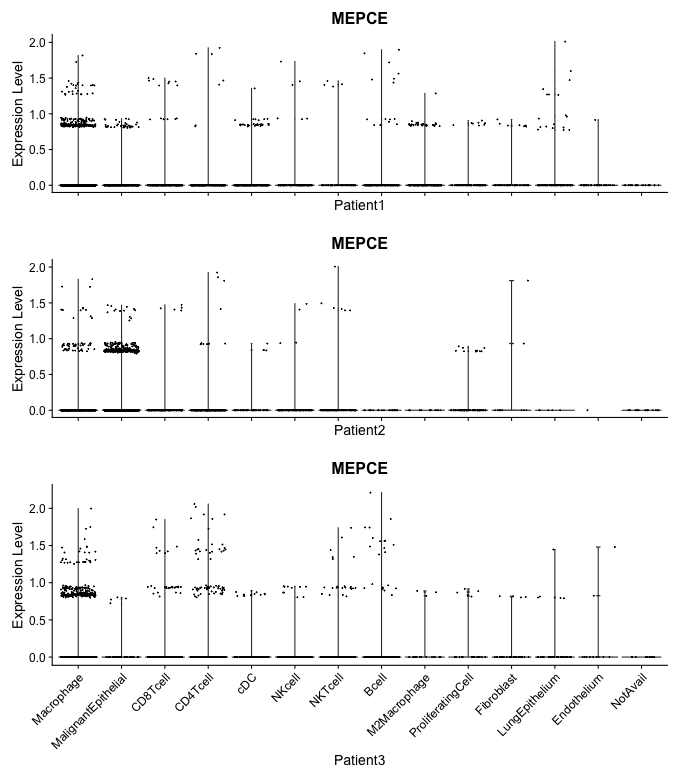 MEPCE
Expression Level
2.0
1.5
1.0
0.5
0.0
Patient1
MEPCE
Expression Level
2.0
1.5
1.0
0.5
0.0
Patient2
MEPCE
Expression Level
2.0
1.5
1.0
0.5
0.0
Macrophage
MalignantEpithelial
CD8Tcell
CD4Tcell
cDC
NKcell
NKTcell
Bcell
M2Macrophage
ProliferatingCell
Fibroblast
LungEpithelium
Endothelium
NotAvail
Patient3